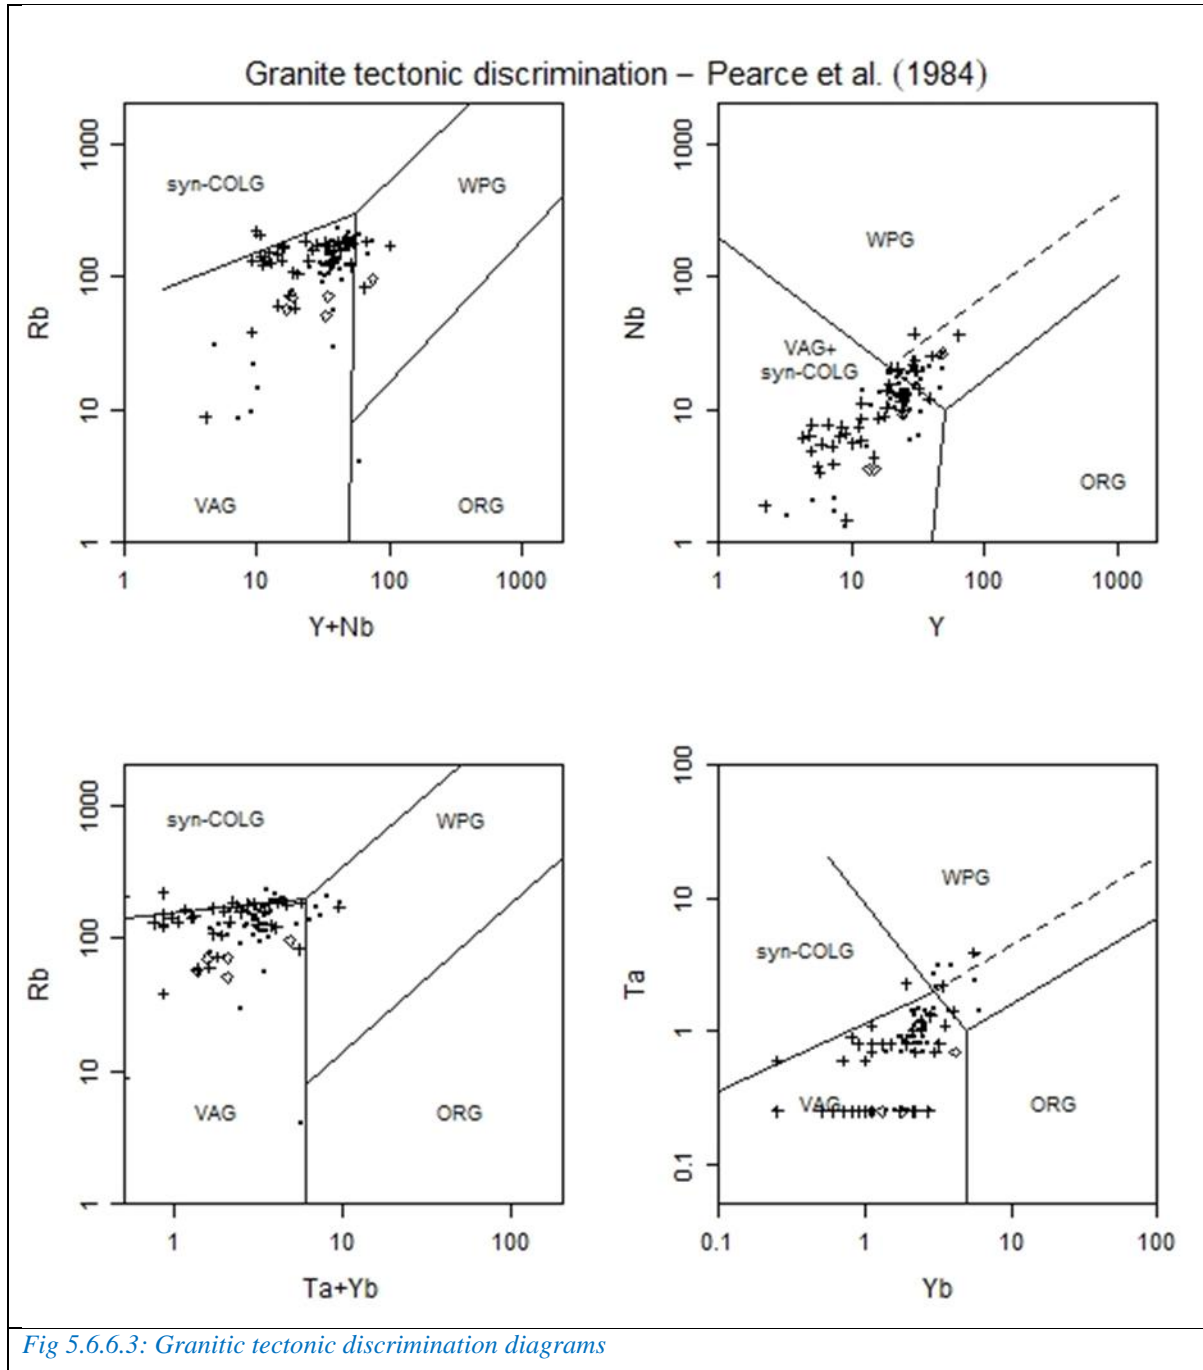 Granite tectonic discrimination – Pearce et al. (1984)
1000
100
10
1
Rb
syn-COLG
WPG
VAG
ORG
1
10
100
1000
Y+Nb
1000
100
10
1
Nb
WPG
VAG+
syn-COLG
ORG
1
10
100
1000
Y
1000
100
10
1
Rb
syn-COLG
WPG
VAG
ORG
1
10
100
Ta+Yb
100
10
1
0.1
Ta
WPG
syn-COLG
VAG
ORG
0.1
1
10
100
Yb
Fig 5.6.6.3: Granitic tectonic discrimination diagrams